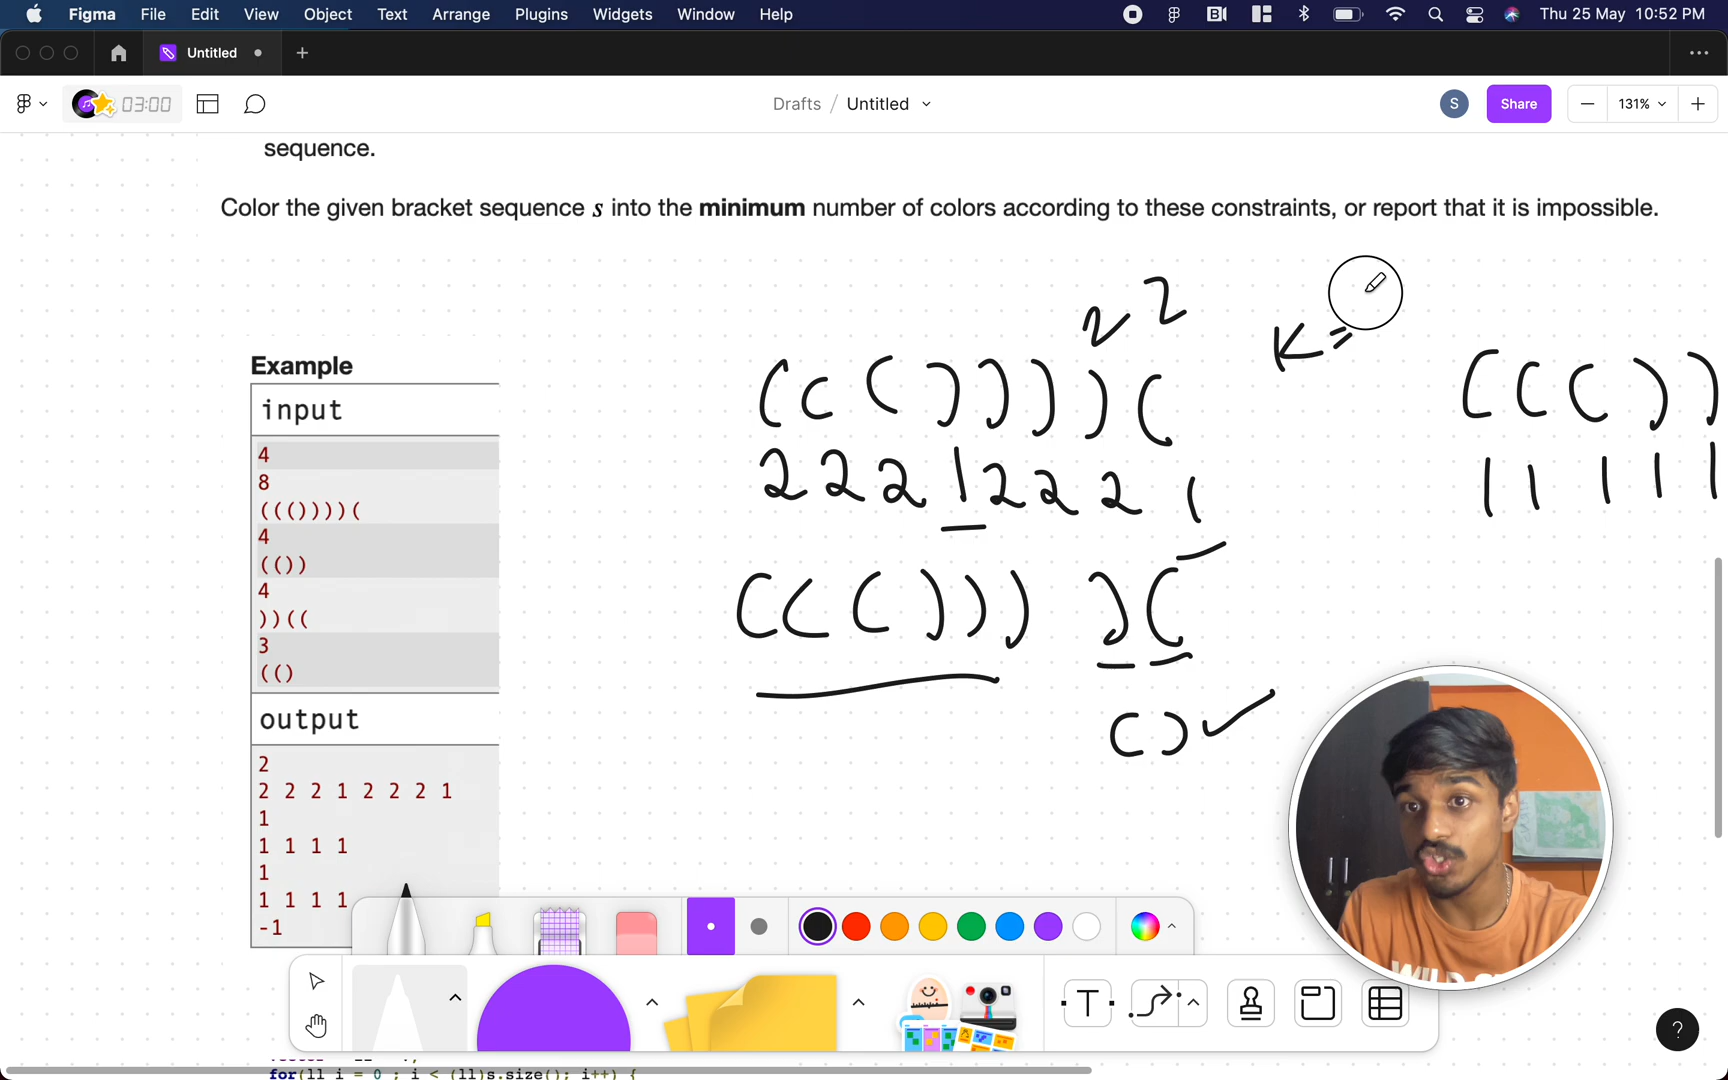 Figma File Edit View Object Text Arrange Plugins Widgets Window Help Thu 25 May 10:52 PM
Untitled
03:00 Drafts / Untitled S Share 131%
sequence.
Color the given bracket sequence s into the minimum number of colors according to these constraints, or report that it is impossible.
2 2
K =
Example
input
4
8
((())))(
4
(())
4
))((
3
(()
output
2
2 2 2 1 2 2 2 1
1
1 1 1 1
1
1 1 1 1
-1
( ( ( ) ) ) ) (
2 2 2 1 2 2 2 1
( ( ( ) ) ) ) (
( )
( ( ( ) )
1 1 1 1 1
WILD
T
?
for(ll i = 0 ; i < (ll)s.size(); i++) {